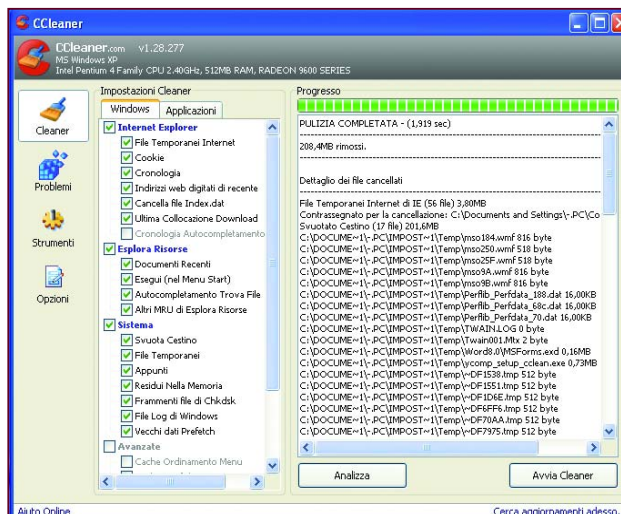 CCleaner
CCleaner.com v1.28.277
MS Windows XP
Intel Pentium 4 Family CPU 2.40GHz, 512MB RAM, RADEON 9600 SERIES
Cleaner
Problemi
Strumenti
Opzioni
Impostazioni Cleaner
Windows
Applicazioni
Internet Explorer
File Temporanei Internet
Cookie
Cronologia
Indirizzi web digitati di recente
Cancella file Index.dat
Ultima Collocazione Download
Cronologia Autocompletamento
Esplora Risorse
Documenti Recenti
Esegui (nel Menu Start)
Autocompletamento Trova File
Altri MRU di Esplora Risorse
Sistema
Svuota Cestino
File Temporanei
Appunti
Residui Nella Memoria
Frammenti file di Chkdsk
File Log di Windows
Vecchi dati Prefetch
Avanzate
Cache Ordinamento Menu
Progresso
PULIZIA COMPLETATA - (1,919 sec)
208,4MB rimossi.
Dettaglio dei file cancellati
File Temporanei Internet di IE (56 file) 3,80MB
Contrassegnato per la cancellazione: C:\Documents and Settings\-.PC\Co
Svuotato Cestino (17 file) 201,6MB
C:\DOCUME~1\-.PC\IMPOST~1\Temp\mso184.wmf 816 byte
C:\DOCUME~1\-.PC\IMPOST~1\Temp\mso250.wmf 518 byte
C:\DOCUME~1\-.PC\IMPOST~1\Temp\mso25F.wmf 518 byte
C:\DOCUME~1\-.PC\IMPOST~1\Temp\mso9A.wmf 816 byte
C:\DOCUME~1\-.PC\IMPOST~1\Temp\mso9B.wmf 816 byte
C:\DOCUME~1\-.PC\IMPOST~1\Temp\Perflib_Perfdata_188.dat 16,00KB
C:\DOCUME~1\-.PC\IMPOST~1\Temp\Perflib_Perfdata_68c.dat 16,00KB
C:\DOCUME~1\-.PC\IMPOST~1\Temp\Perflib_Perfdata_70.dat 16,00KB
C:\DOCUME~1\-.PC\IMPOST~1\Temp\TWAIN.LOG 0 byte
C:\DOCUME~1\-.PC\IMPOST~1\Temp\Twain001.Mtx 2 byte
C:\DOCUME~1\-.PC\IMPOST~1\Temp\Word8.0\MSForms.exd 0,16MB
C:\DOCUME~1\-.PC\IMPOST~1\Temp\ycomp_setup_cclean.exe 0,73MB
C:\DOCUME~1\-.PC\IMPOST~1\Temp\~DF1538.tmp 512 byte
C:\DOCUME~1\-.PC\IMPOST~1\Temp\~DF1551.tmp 512 byte
C:\DOCUME~1\-.PC\IMPOST~1\Temp\~DF1D6E.tmp 512 byte
C:\DOCUME~1\-.PC\IMPOST~1\Temp\~DF6FF6.tmp 512 byte
C:\DOCUME~1\-.PC\IMPOST~1\Temp\~DF70AA.tmp 512 byte
C:\DOCUME~1\-.PC\IMPOST~1\Temp\~DF7975.tmp 512 byte
Analizza
Avvia Cleaner
Aiuto Online
Cerca aggiornamenti adesso.